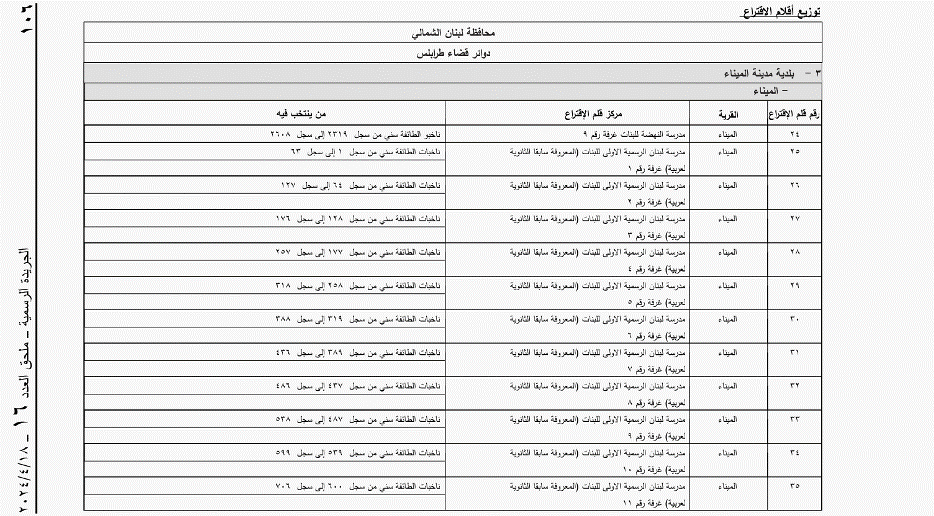 ١٠٦
الجريدة الرسمية – ملحق العدد ١٦ – ٢٠٢٤/٤/١٨
توزيع أقلام الاقتراع
محافظة لبنان الشمالي
دوائر قضاء طرابلس
٣ - بلدية مدينة الميناء
- الميناء
رقم قلم الإقتراع القرية مركز قلم الإقتراع من ينتخب فيه
٢٤ الميناء مدرسة النهضة للبنات غرفة رقم ٩ ناخبو الطائفة سني من سجل ٢٣١٩ إلى سجل ٢٦٠٨
٢٥ الميناء مدرسة لبنان الرسمية الاولى للبنات (المعروفة سابقا الثانوية ناخبات الطائفة سني من سجل ١ إلى سجل ٦٣
لعربية) غرفة رقم ١
٢٦ الميناء مدرسة لبنان الرسمية الاولى للبنات (المعروفة سابقا الثانوية ناخبات الطائفة سني من سجل ٦٤ إلى سجل ١٢٧
لعربية) غرفة رقم ٢
٢٧ الميناء مدرسة لبنان الرسمية الاولى للبنات (المعروفة سابقا الثانوية ناخبات الطائفة سني من سجل ١٢٨ إلى سجل ١٧٦
لعربية) غرفة رقم ٣
٢٨ الميناء مدرسة لبنان الرسمية الاولى للبنات (المعروفة سابقا الثانوية ناخبات الطائفة سني من سجل ١٧٧ إلى سجل ٢٥٧
لعربية) غرفة رقم ٤
٢٩ الميناء مدرسة لبنان الرسمية الاولى للبنات (المعروفة سابقا الثانوية ناخبات الطائفة سني من سجل ٢٥٨ إلى سجل ٣١٨
لعربية) غرفة رقم ٥
٣٠ الميناء مدرسة لبنان الرسمية الاولى للبنات (المعروفة سابقا الثانوية ناخبات الطائفة سني من سجل ٣١٩ إلى سجل ٣٨٨
لعربية) غرفة رقم ٦
٣١ الميناء مدرسة لبنان الرسمية الاولى للبنات (المعروفة سابقا الثانوية ناخبات الطائفة سني من سجل ٣٨٩ إلى سجل ٤٣٦
لعربية) غرفة رقم ٧
٣٢ الميناء مدرسة لبنان الرسمية الاولى للبنات (المعروفة سابقا الثانوية ناخبات الطائفة سني من سجل ٤٣٧ إلى سجل ٤٨٦
لعربية) غرفة رقم ٨
٣٣ الميناء مدرسة لبنان الرسمية الاولى للبنات (المعروفة سابقا الثانوية ناخبات الطائفة سني من سجل ٤٨٧ إلى سجل ٥٣٨
لعربية) غرفة رقم ٩
٣٤ الميناء مدرسة لبنان الرسمية الاولى للبنات (المعروفة سابقا الثانوية ناخبات الطائفة سني من سجل ٥٣٩ إلى سجل ٥٩٩
لعربية) غرفة رقم ١٠
٣٥ الميناء مدرسة لبنان الرسمية الاولى للبنات (المعروفة سابقا الثانوية ناخبات الطائفة سني من سجل ٦٠٠ إلى سجل ٧٠٦
لعربية) غرفة رقم ١١